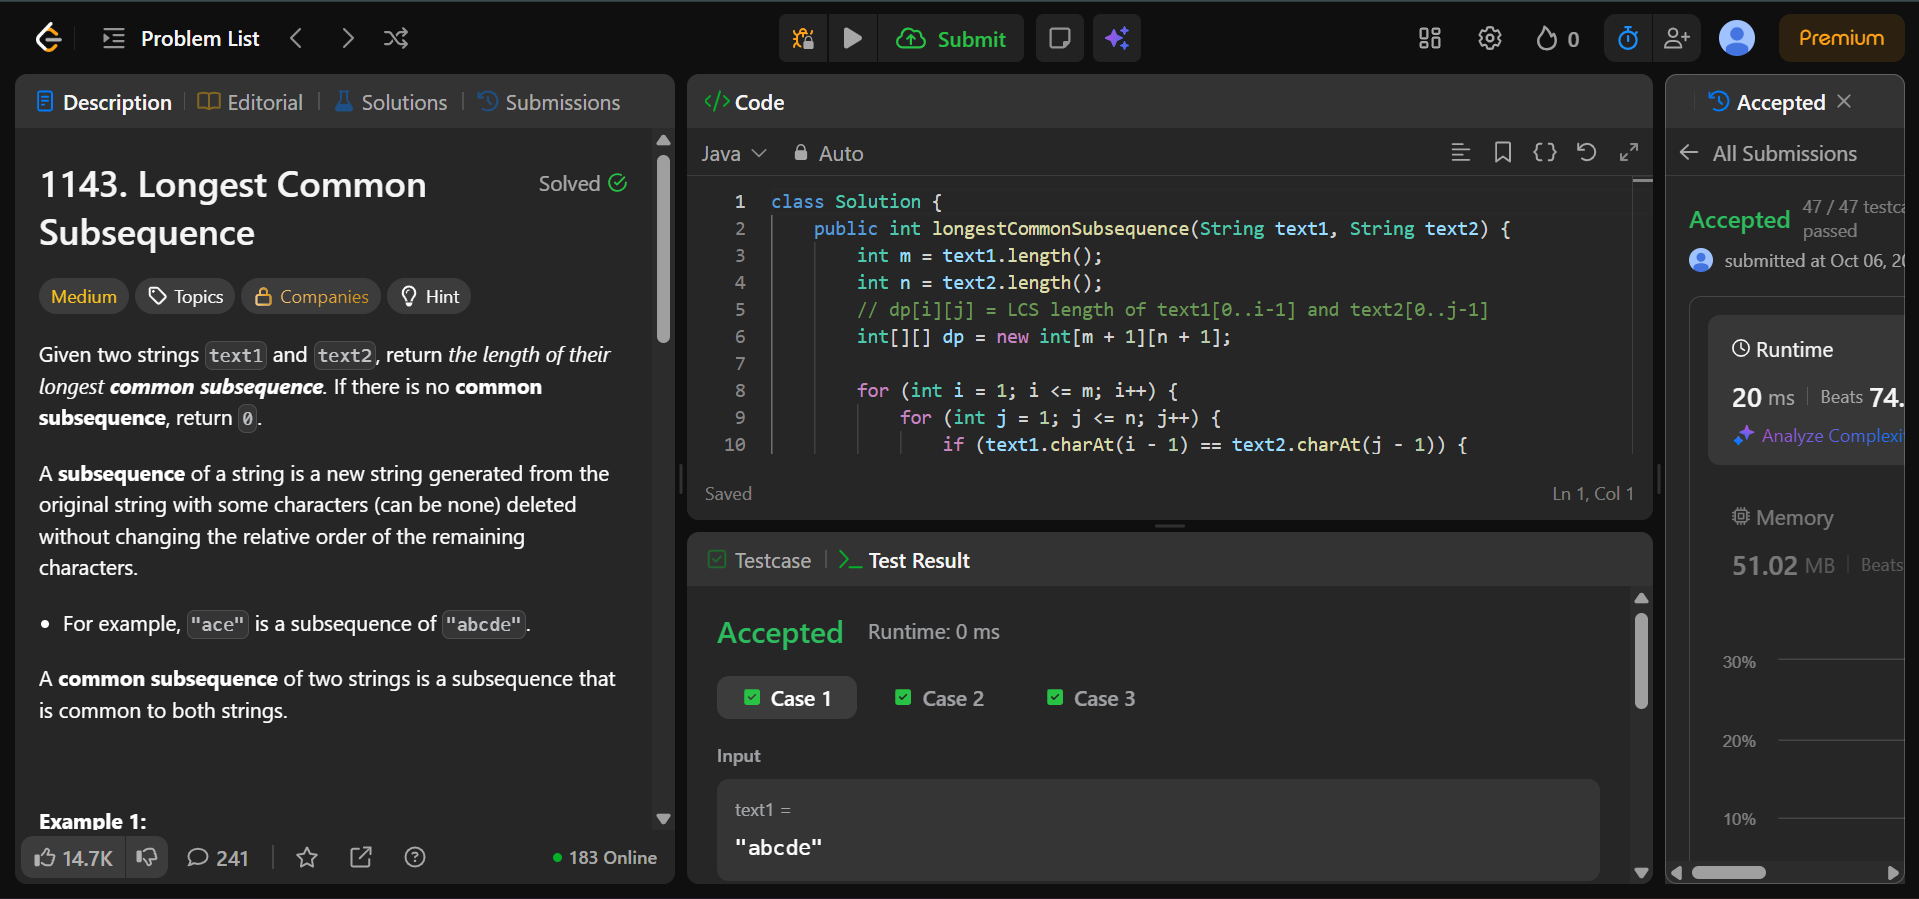 Problem List
Submit
0
Premium
Description
Editorial
Solutions
Submissions
1143. Longest Common
Subsequence
Solved
Medium
Topics
Companies
Hint
Given two strings text1 and text2, return the length of their
longest common subsequence. If there is no common
subsequence, return 0.
A subsequence of a string is a new string generated from the
original string with some characters (can be none) deleted
without changing the relative order of the remaining
characters.
• For example, "ace" is a subsequence of "abcde".
A common subsequence of two strings is a subsequence that
is common to both strings.
Example 1:
14.7K
241
183 Online
</> Code
Java
Auto
1 class Solution {
2 public int longestCommonSubsequence(String text1, String text2) {
3 int m = text1.length();
4 int n = text2.length();
5 // dp[i][j] = LCS length of text1[0..i-1] and text2[0..j-1]
6 int[][] dp = new int[m + 1][n + 1];
7
8 for (int i = 1; i <= m; i++) {
9 for (int j = 1; j <= n; j++) {
10 if (text1.charAt(i - 1) == text2.charAt(j - 1)) {
Saved
Ln 1, Col 1
Testcase
Test Result
Accepted
Runtime: 0 ms
Case 1
Case 2
Case 3
Input
text1 =
"abcde"
Accepted
All Submissions
Accepted
47 / 47 testca
passed
submitted at Oct 06, 20
Runtime
20 ms
Beats 74.
Analyze Complexi
Memory
51.02 MB
Beats
30%
20%
10%